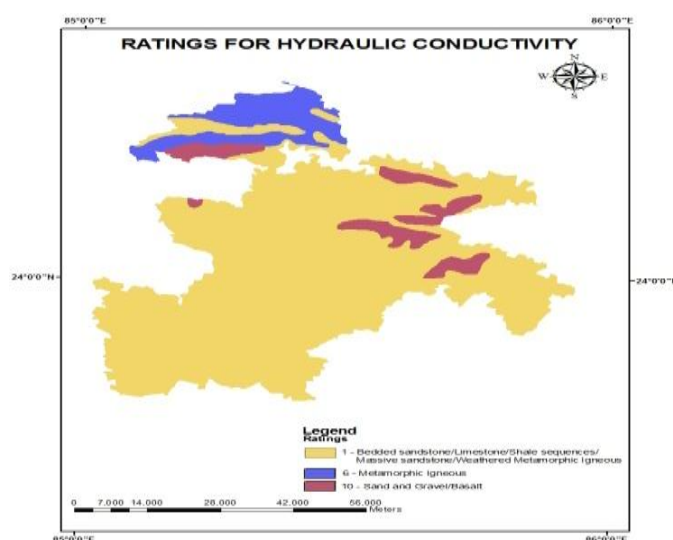 85°0'0"E 86°0'0"E
RATINGS FOR HYDRAULIC CONDUCTIVITY
N
W E
S
24°0'0"N 24°0'0"N
Legend
Ratings
1 - Bedded sandstone/Limestone/Shale sequences/
Massive sandstone/Weathered Metamorphic Igneous
6 - Metamorphic Igneous
10 - Sand and Gravel/Basalt
0 7,000 14,000 28,000 42,000 56,000
Meters
85°0'0"E 86°0'0"E